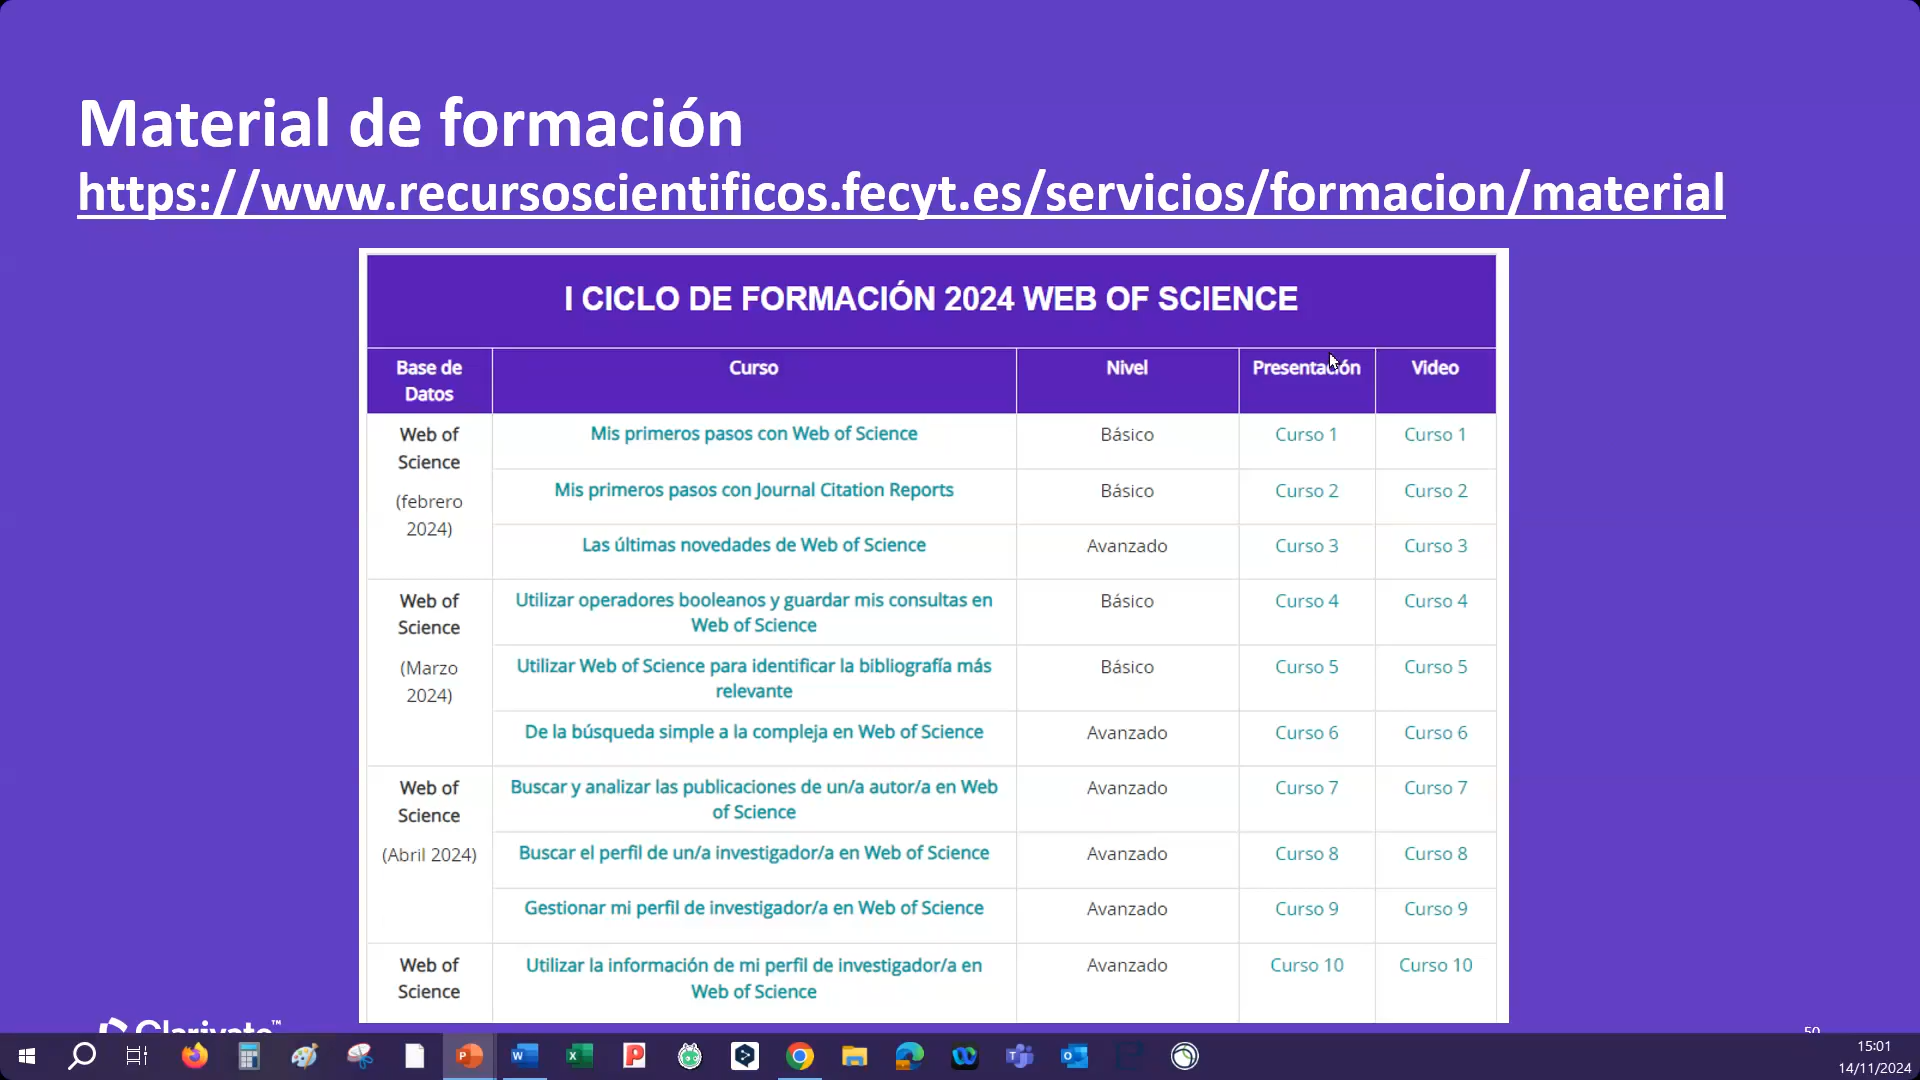 Material de formación
https://www.recursoscientificos.fecyt.es/servicios/formacion/material
I CICLO DE FORMACIÓN 2024 WEB OF SCIENCE
Base de Datos Curso Nivel Presentación Video
Web of Science
(febrero 2024)
Mis primeros pasos con Web of Science Básico Curso 1 Curso 1
Mis primeros pasos con Journal Citation Reports Básico Curso 2 Curso 2
Las últimas novedades de Web of Science Avanzado Curso 3 Curso 3
Web of Science
(Marzo 2024)
Utilizar operadores booleanos y guardar mis consultas en Web of Science Básico Curso 4 Curso 4
Utilizar Web of Science para identificar la bibliografía más relevante Básico Curso 5 Curso 5
De la búsqueda simple a la compleja en Web of Science Avanzado Curso 6 Curso 6
Web of Science
(Abril 2024)
Buscar y analizar las publicaciones de un/a autor/a en Web of Science Avanzado Curso 7 Curso 7
Buscar el perfil de un/a investigador/a en Web of Science Avanzado Curso 8 Curso 8
Gestionar mi perfil de investigador/a en Web of Science Avanzado Curso 9 Curso 9
Web of Science
Utilizar la información de mi perfil de investigador/a en Web of Science Avanzado Curso 10 Curso 10
Clarivate™
50
15:01
14/11/2024